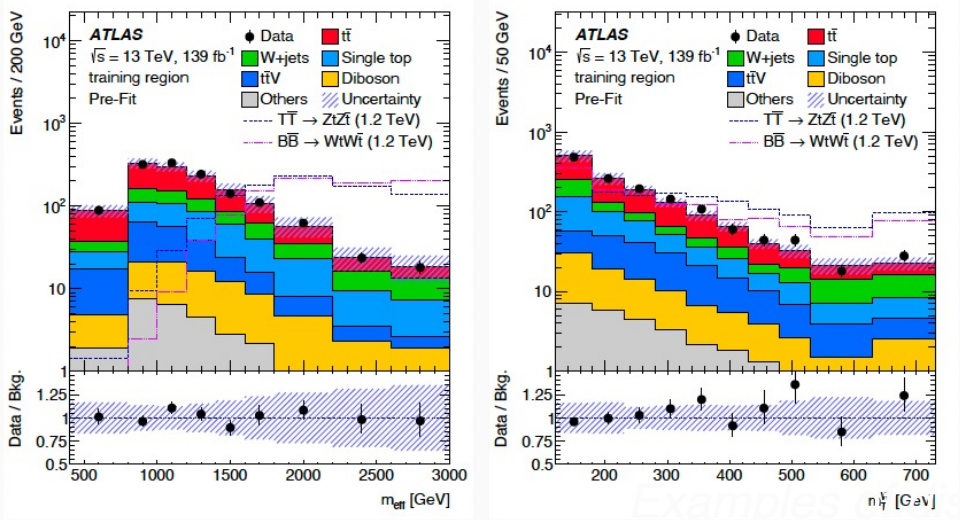 Events / 200 GeV
10⁴
10³
10²
10
1
ATLAS
√s = 13 TeV, 139 fb⁻¹
training region
Pre-Fit
Data
tt̄
W+jets
Single top
tt̄V
Diboson
Others
Uncertainty
TT̄ → ZtZt̄ (1.2 TeV)
BB̄ → WtWt̄ (1.2 TeV)
Data / Bkg.
1.25
1
0.75
0.5
500 1000 1500 2000 2500 3000
m_eff [GeV]
Events / 50 GeV
10⁴
10³
10²
10
1
ATLAS
√s = 13 TeV, 139 fb⁻¹
training region
Pre-Fit
Data
tt̄
W+jets
Single top
tt̄V
Diboson
Others
Uncertainty
TT̄ → ZtZt̄ (1.2 TeV)
BB̄ → WtWt̄ (1.2 TeV)
Data / Bkg.
1.25
1
0.75
0.5
200 300 400 500 600 700
[GeV]
Examples of